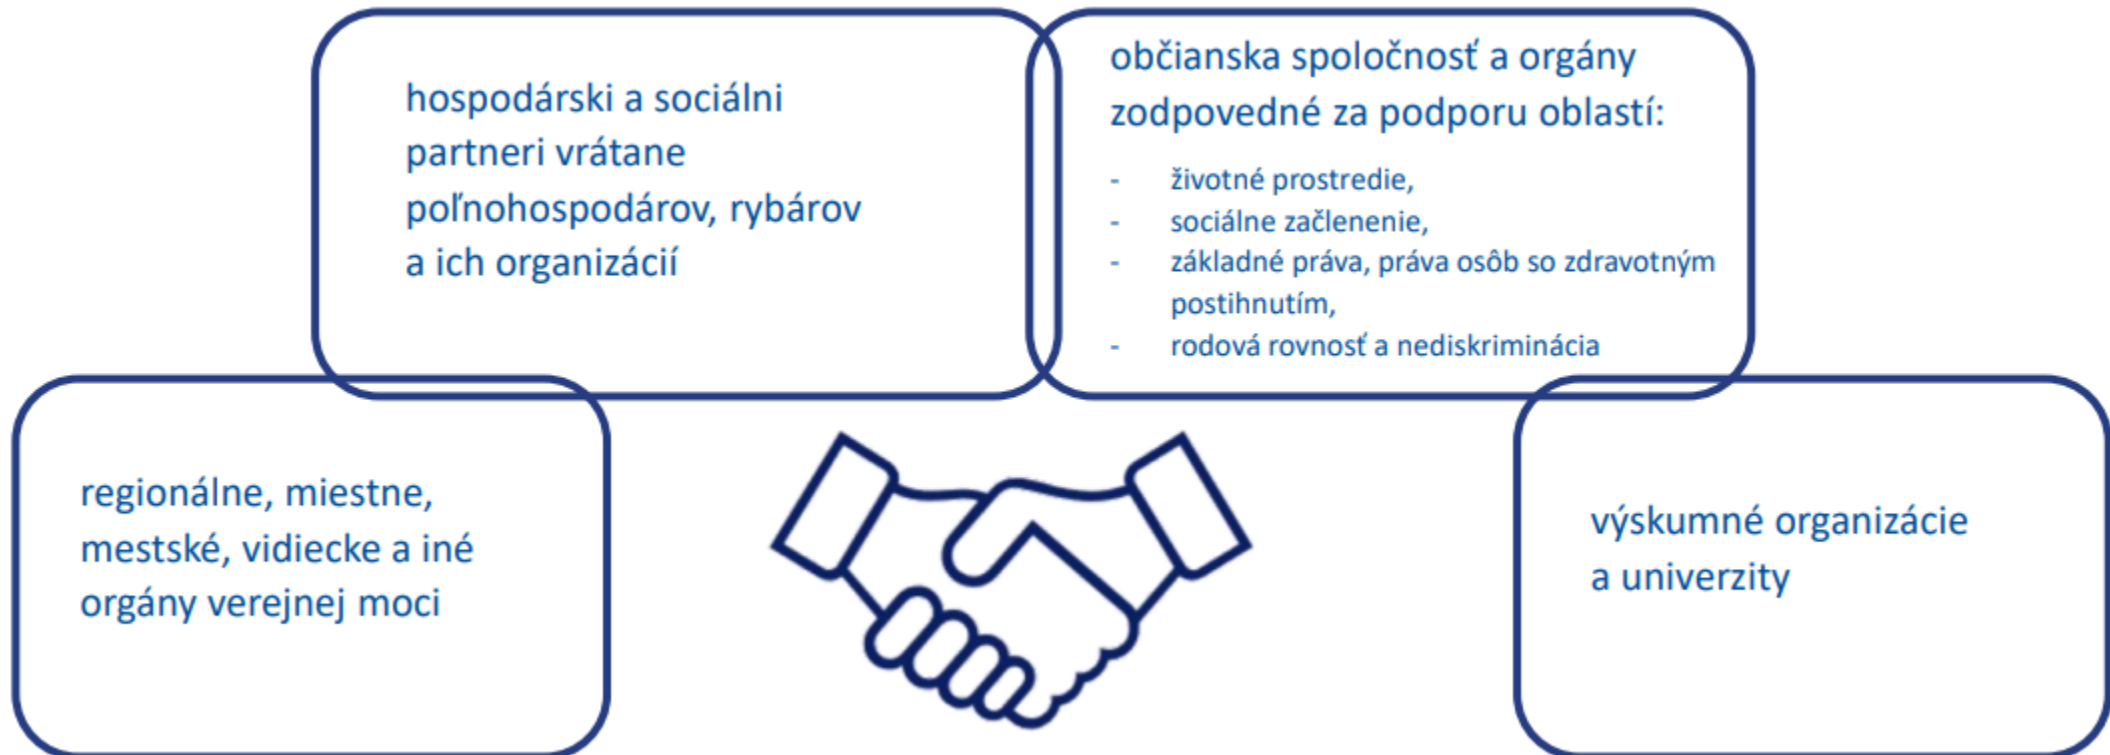 hospodárski a sociálni
partneri vrátane
poľnohospodárov, rybárov
a ich organizácií
občianska spoločnosť a orgány
zodpovedné za podporu oblastí:
- životné prostredie,
- sociálne začlenenie,
- základné práva, práva osôb so zdravotným
postihnutím,
- rodová rovnosť a nediskriminácia
regionálne, miestne,
mestské, vidiecke a iné
orgány verejnej moci
výskumné organizácie
a univerzity